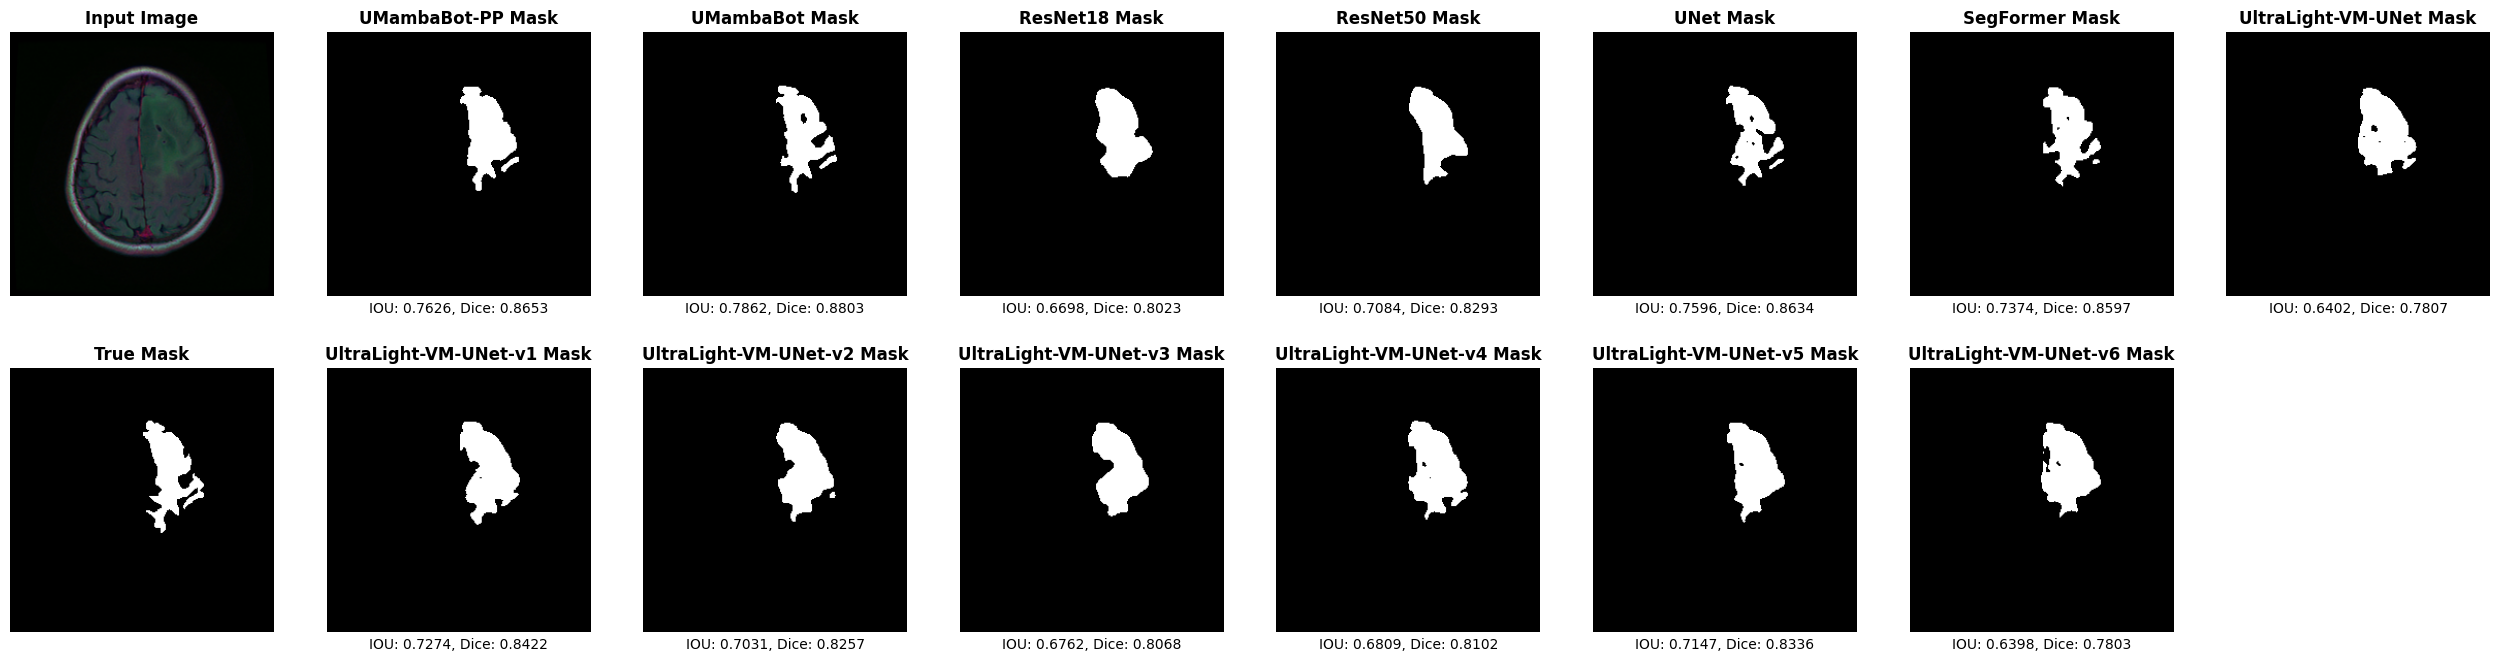 Input Image
UMambaBot-PP Mask
UMambaBot Mask
ResNet18 Mask
ResNet50 Mask
UNet Mask
SegFormer Mask
UltraLight-VM-UNet Mask
IOU: 0.7626, Dice: 0.8653
IOU: 0.7862, Dice: 0.8803
IOU: 0.6698, Dice: 0.8023
IOU: 0.7084, Dice: 0.8293
IOU: 0.7596, Dice: 0.8634
IOU: 0.7374, Dice: 0.8597
IOU: 0.6402, Dice: 0.7807
True Mask
UltraLight-VM-UNet-v1 Mask
UltraLight-VM-UNet-v2 Mask
UltraLight-VM-UNet-v3 Mask
UltraLight-VM-UNet-v4 Mask
UltraLight-VM-UNet-v5 Mask
UltraLight-VM-UNet-v6 Mask
IOU: 0.7274, Dice: 0.8422
IOU: 0.7031, Dice: 0.8257
IOU: 0.6762, Dice: 0.8068
IOU: 0.6809, Dice: 0.8102
IOU: 0.7147, Dice: 0.8336
IOU: 0.6398, Dice: 0.7803